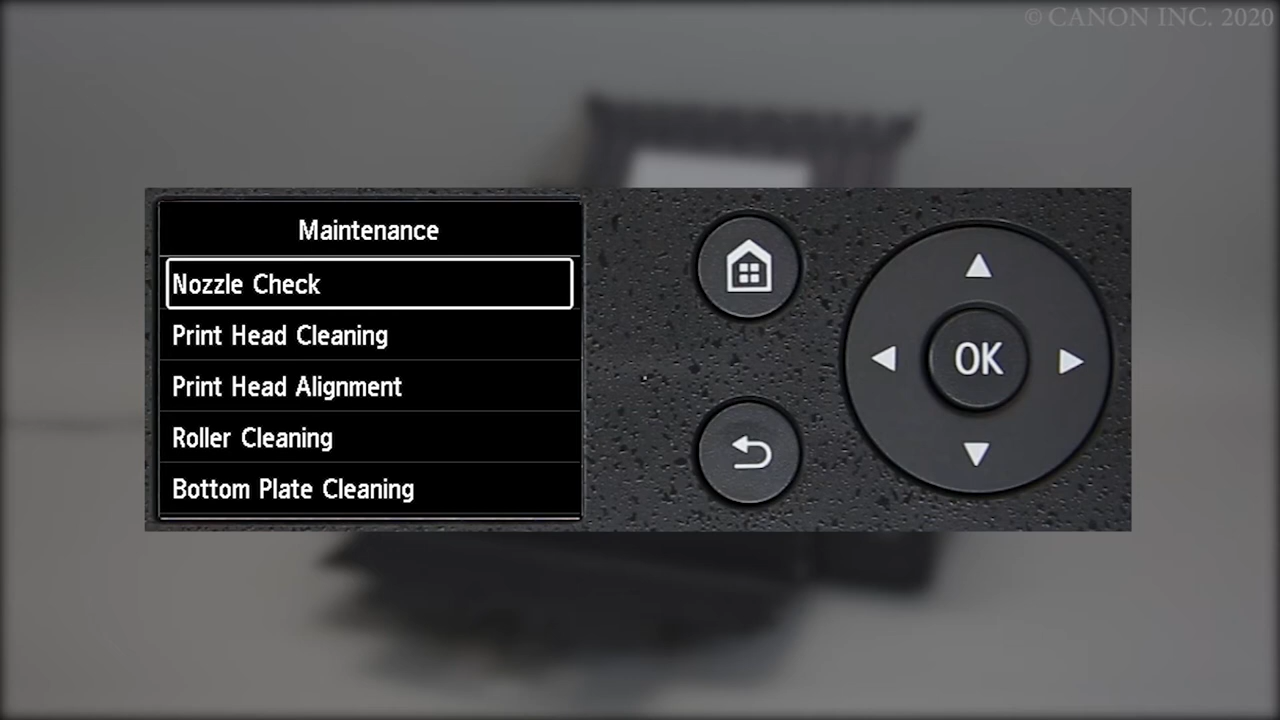 © CANON INC. 2020
Maintenance
Nozzle Check
Print Head Cleaning
Print Head Alignment
Roller Cleaning
Bottom Plate Cleaning
OK